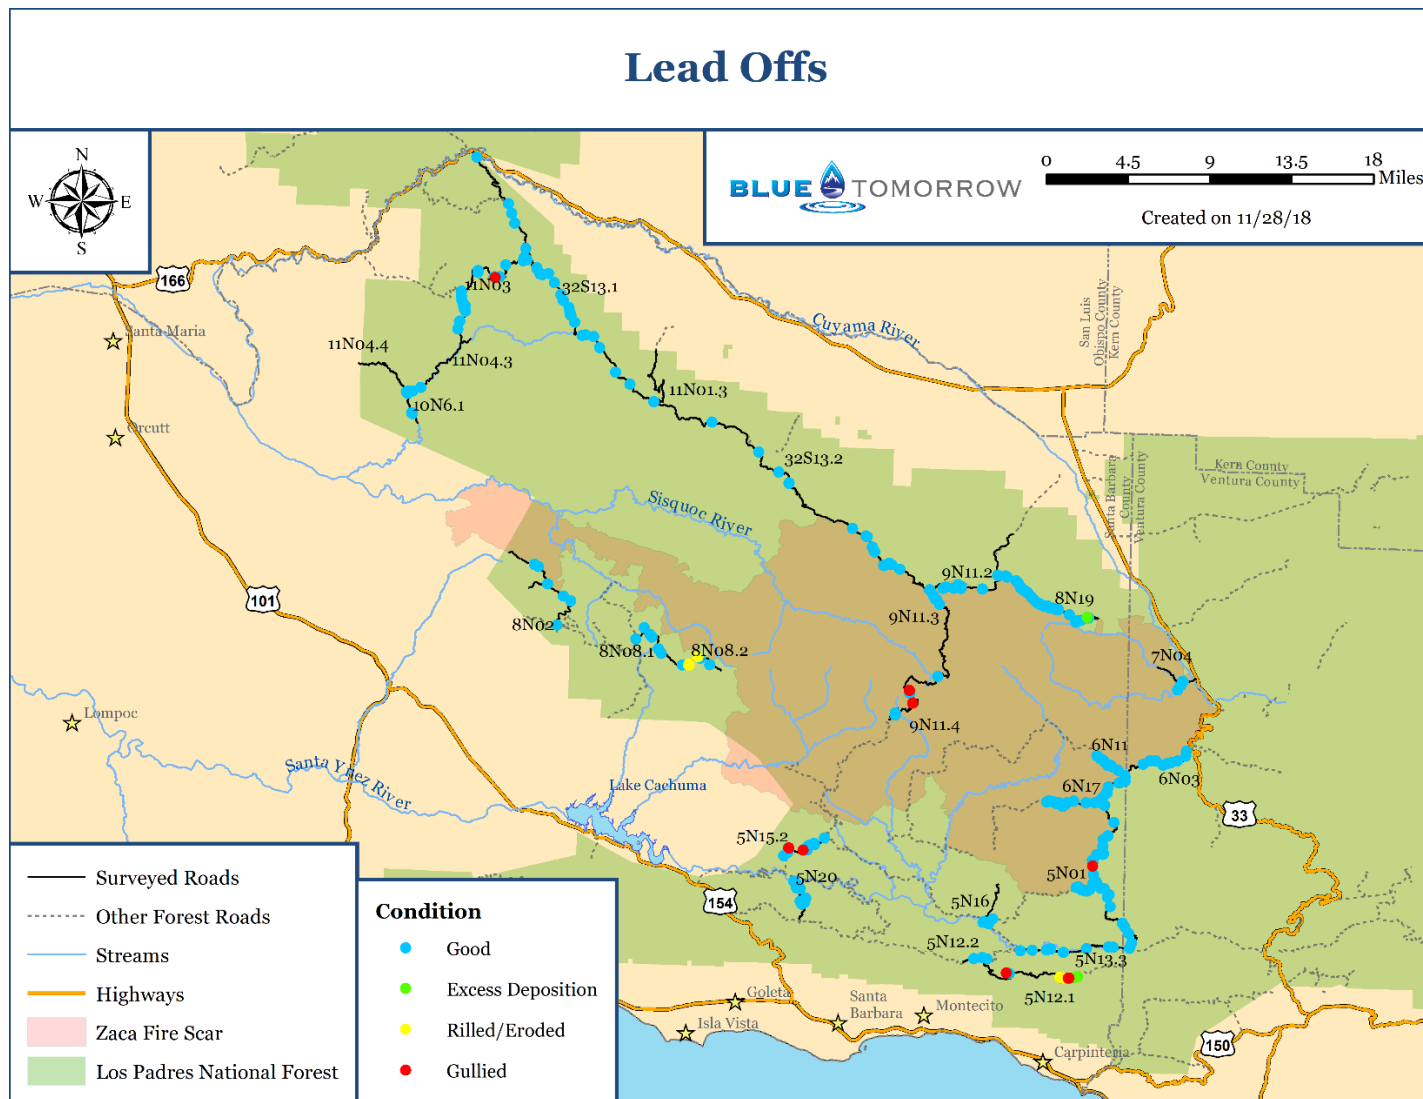 Lead Offs
N
W E
S
BLUE TOMORROW
0 4.5 9 13.5 18
Miles
Created on 11/28/18
166
Santa Maria
Orcutt
11N03
32S13.1
Cuyama River
San Luis
Obispo County
Kern County
11N04.4
11N04.3
10N6.1
11N01.3
32S13.2
Kern County
Ventura County
Santa Barbara
County
Ventura County
Sisquoc River
101
9N11.2
8N19
9N11.3
8N02
8N08.1
8N08.2
7N04
9N11.4
Lompoc
6N11
6N03
Santa Ynez River
Lake Cachuma
6N17
33
5N15.2
5N01
5N20
154
5N16
5N12.2
5N13.3
5N12.1
Goleta
Santa
Barbara
Montecito
Isla Vista
Carpinteria
150
Surveyed Roads
Other Forest Roads
Streams
Highways
Zaca Fire Scar
Los Padres National Forest
Condition
Good
Excess Deposition
Rilled/Eroded
Gullied